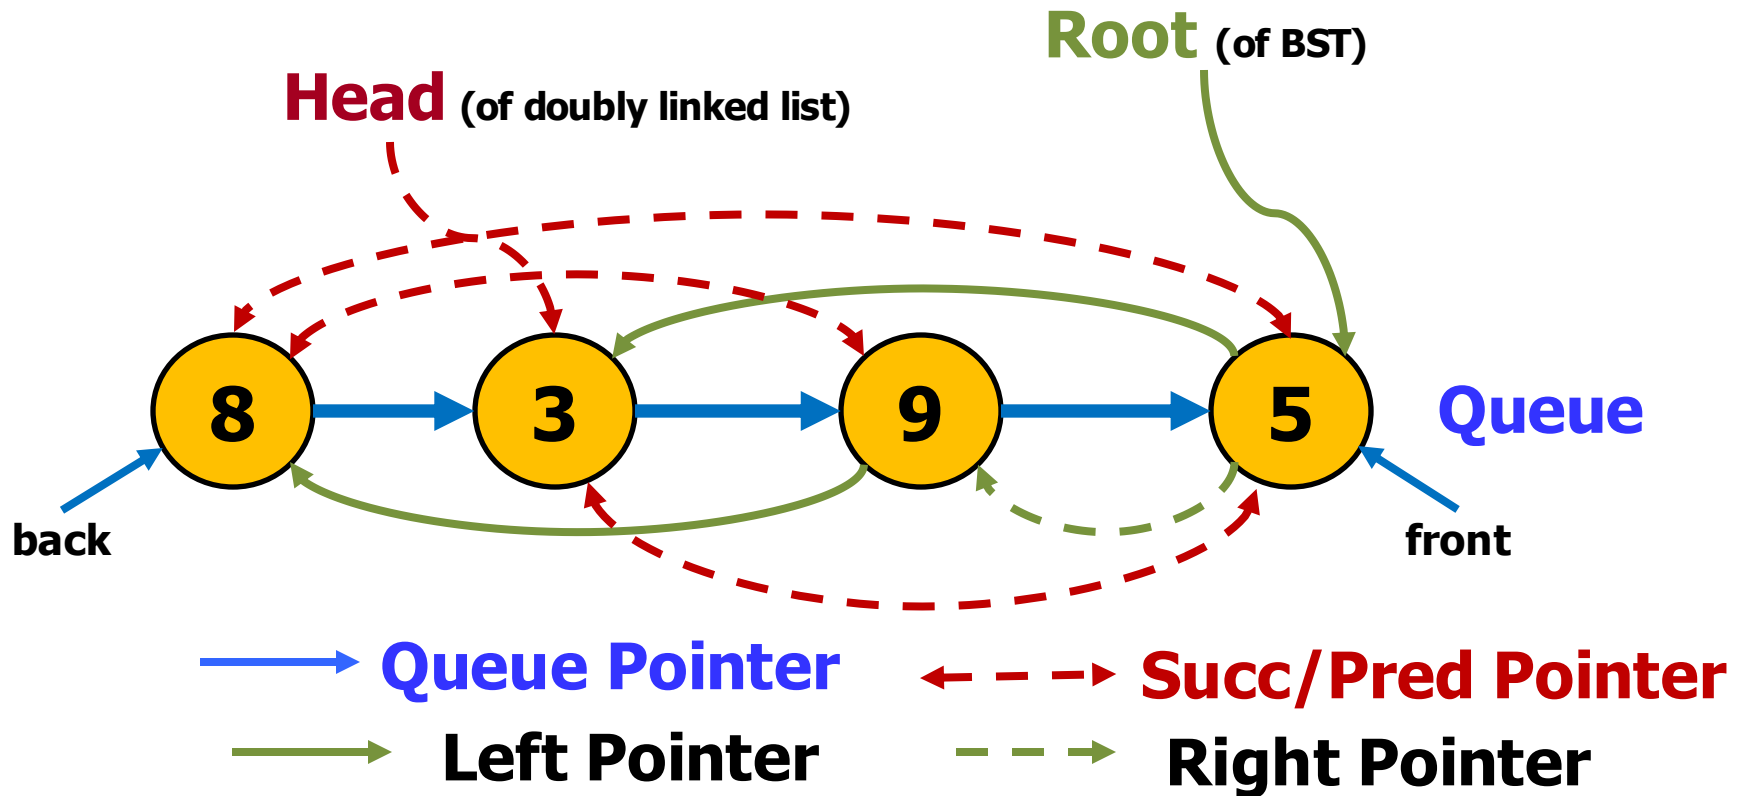 Root (of BST)
Head (of doubly linked list)
8 3 9 5 Queue
back front
Queue Pointer Succ/Pred Pointer
Left Pointer Right Pointer